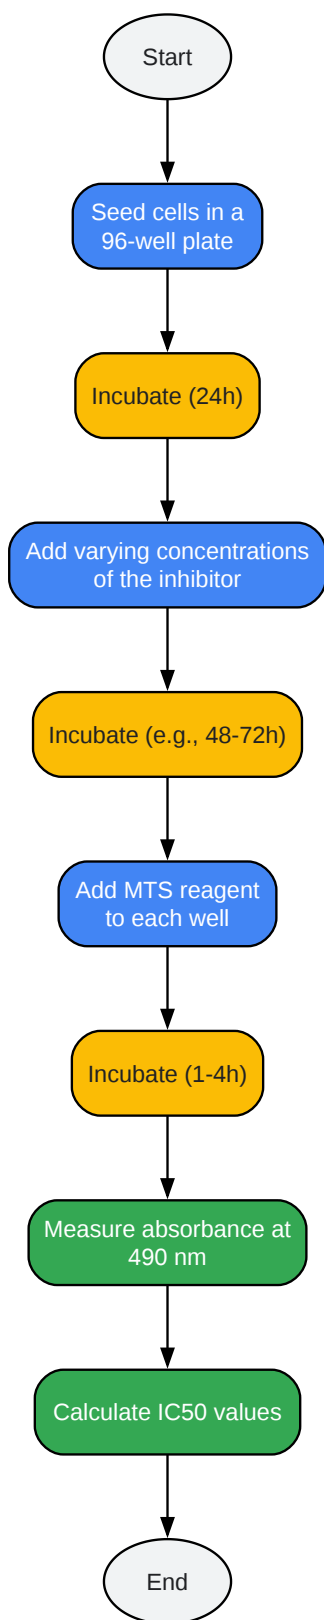 Start
Seed cells in a
96-well plate
Incubate (24h)
Add varying concentrations
of the inhibitor
Incubate (e.g., 48-72h)
Add MTS reagent
to each well
Incubate (1-4h)
Measure absorbance at
490 nm
Calculate IC50 values
End